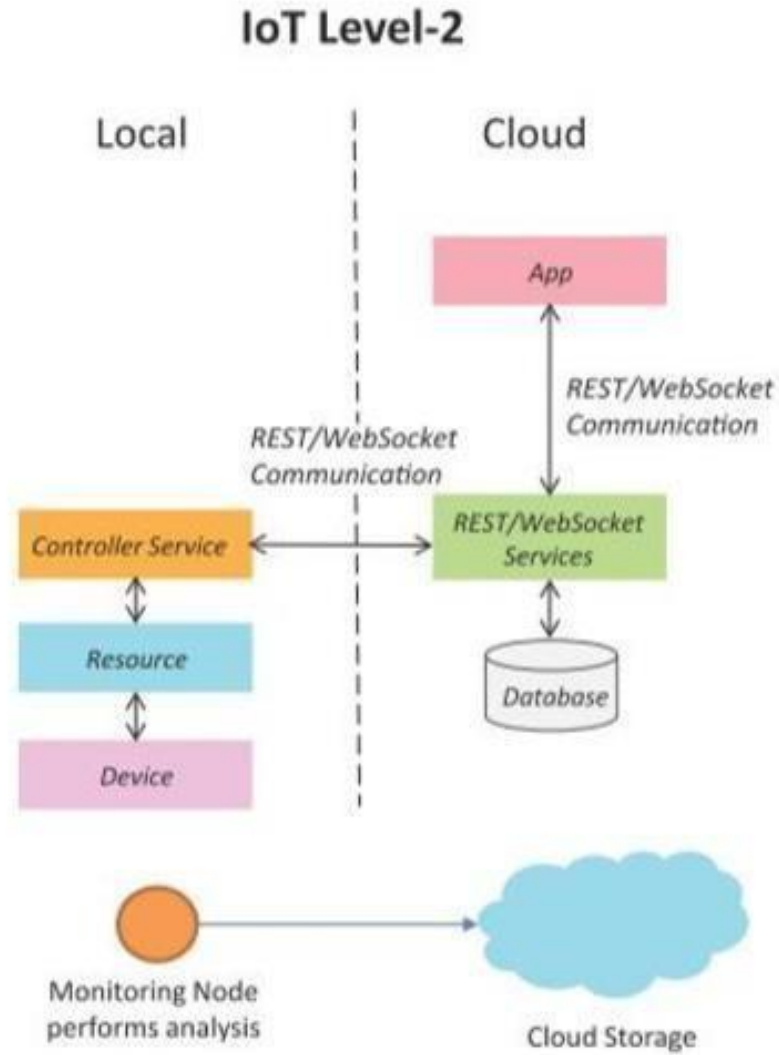 IoT Level-2
Local
Cloud
App
REST/WebSocket
Communication
REST/WebSocket
Communication
Controller Service
REST/WebSocket
Services
Resource
Database
Device
Monitoring Node
performs analysis
Cloud Storage